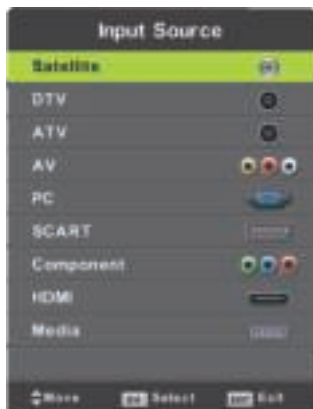 Input Source
Satellite
DTV
ATV
AV
PC
SCART
Component
HDMI
Media
Move Select Exit